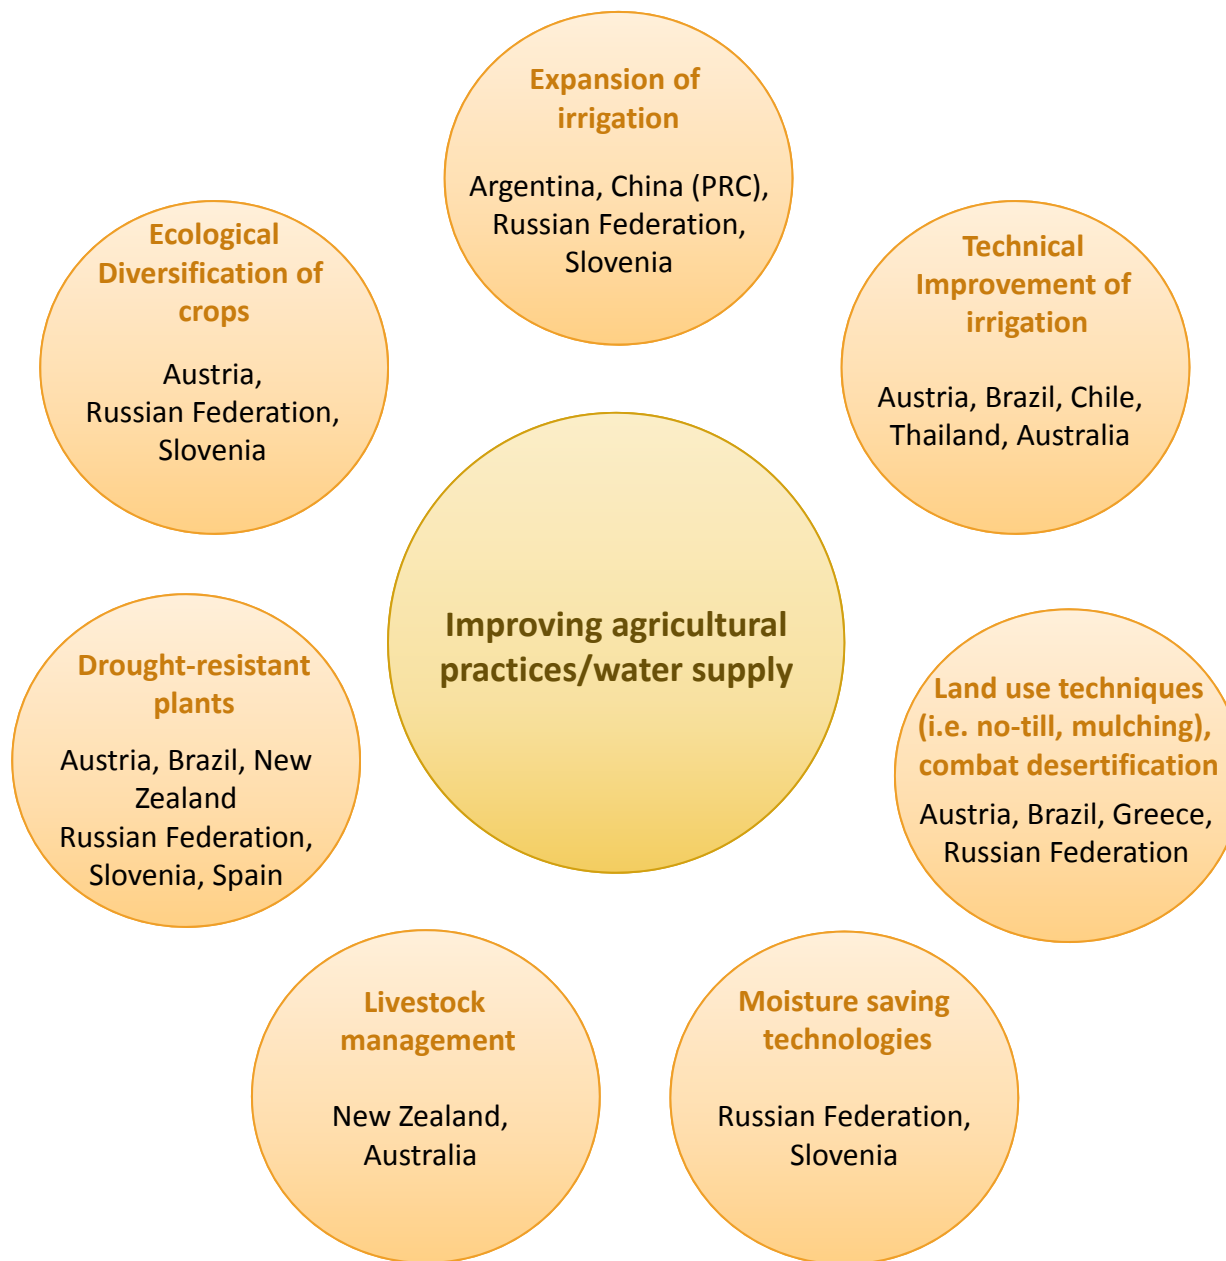 Expansion of
irrigation
Argentina, China (PRC),
Russian Federation,
Slovenia
Technical
Improvement of
irrigation
Austria, Brazil, Chile,
Thailand, Australia
Land use techniques
(i.e. no-till, mulching),
combat desertification
Austria, Brazil, Greece,
Russian Federation
Moisture saving
technologies
Russian Federation,
Slovenia
Livestock
management
New Zealand,
Australia
Drought-resistant
plants
Austria, Brazil, New
Zealand
Russian Federation,
Slovenia, Spain
Ecological
Diversification of
crops
Austria,
Russian Federation,
Slovenia
Improving agricultural
practices/water supply